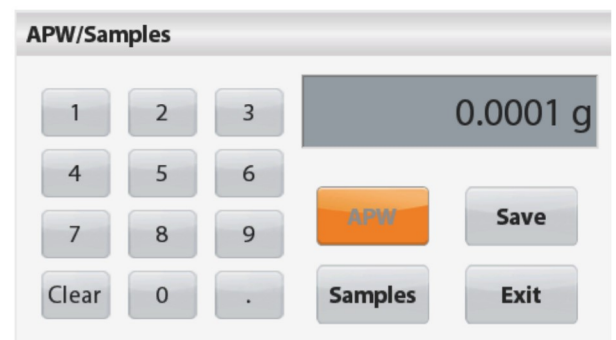 APW/Samples
0.0001 g
1 2 3
4 5 6
7 8 9
Clear 0 .
APW Save
Samples Exit